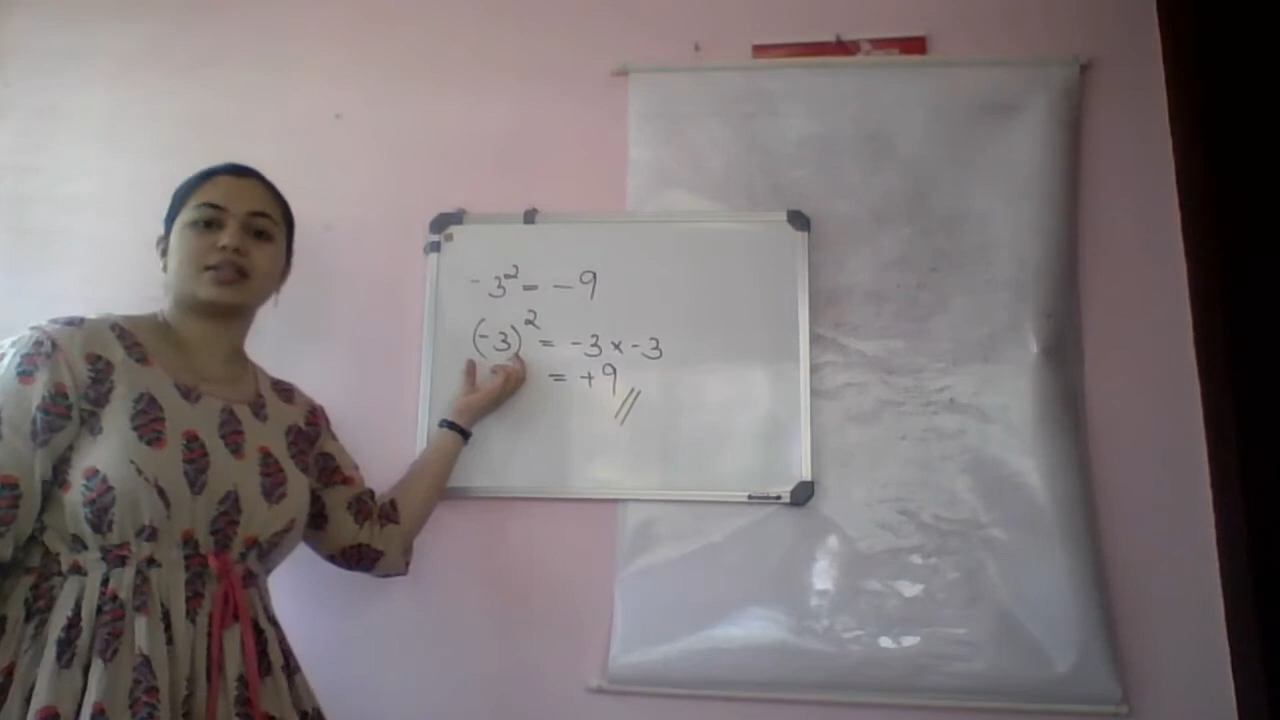 -3² = -9
(-3)² = -3 × -3
= +9 //